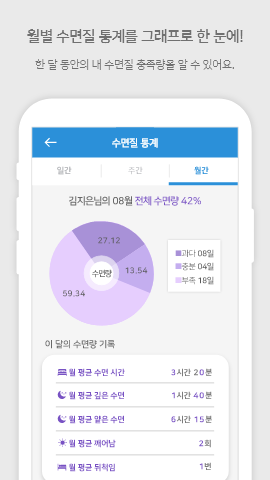 월별 수면질 통계를 그래프로 한 눈에!
한 달 동안의 내 수면질 충족량을 알 수 있어요.
수면질 통계
일간 주간 월간
김지은님의 08월 전체 수면량 42%
27.12
13.54
59.34
수면량
과다 08일
충분 04일
부족 18일
이 달의 수면량 기록
월 평균 수면 시간 3시간 20분
월 평균 깊은 수면 1시간 40분
월 평균 얕은 수면 6시간 15분
월 평균 깨어남 2회
월 평균 뒤척임 1번